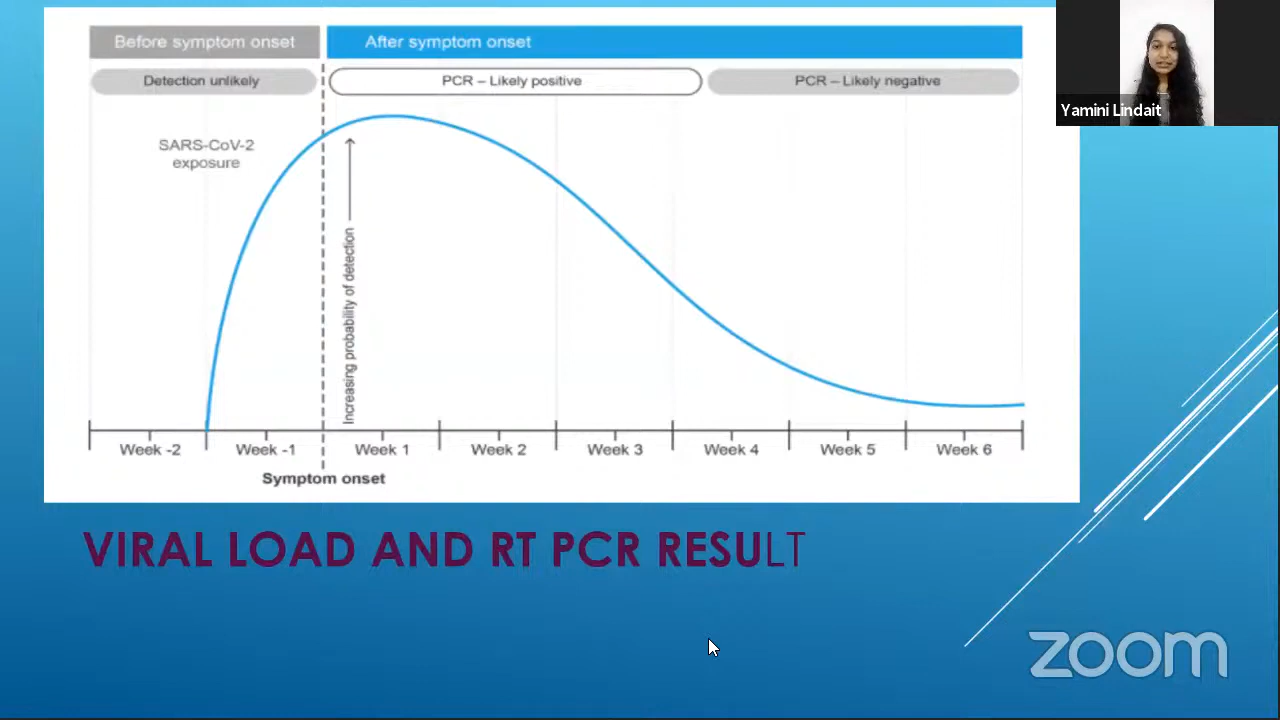 Before symptom onset
After symptom onset
Detection unlikely
PCR – Likely positive
PCR – Likely negative
SARS-CoV-2
exposure
Increasing probability of detection
Week -2
Week -1
Week 1
Week 2
Week 3
Week 4
Week 5
Week 6
Symptom onset
VIRAL LOAD AND RT PCR RESULT
Yamini Lindait
zoom